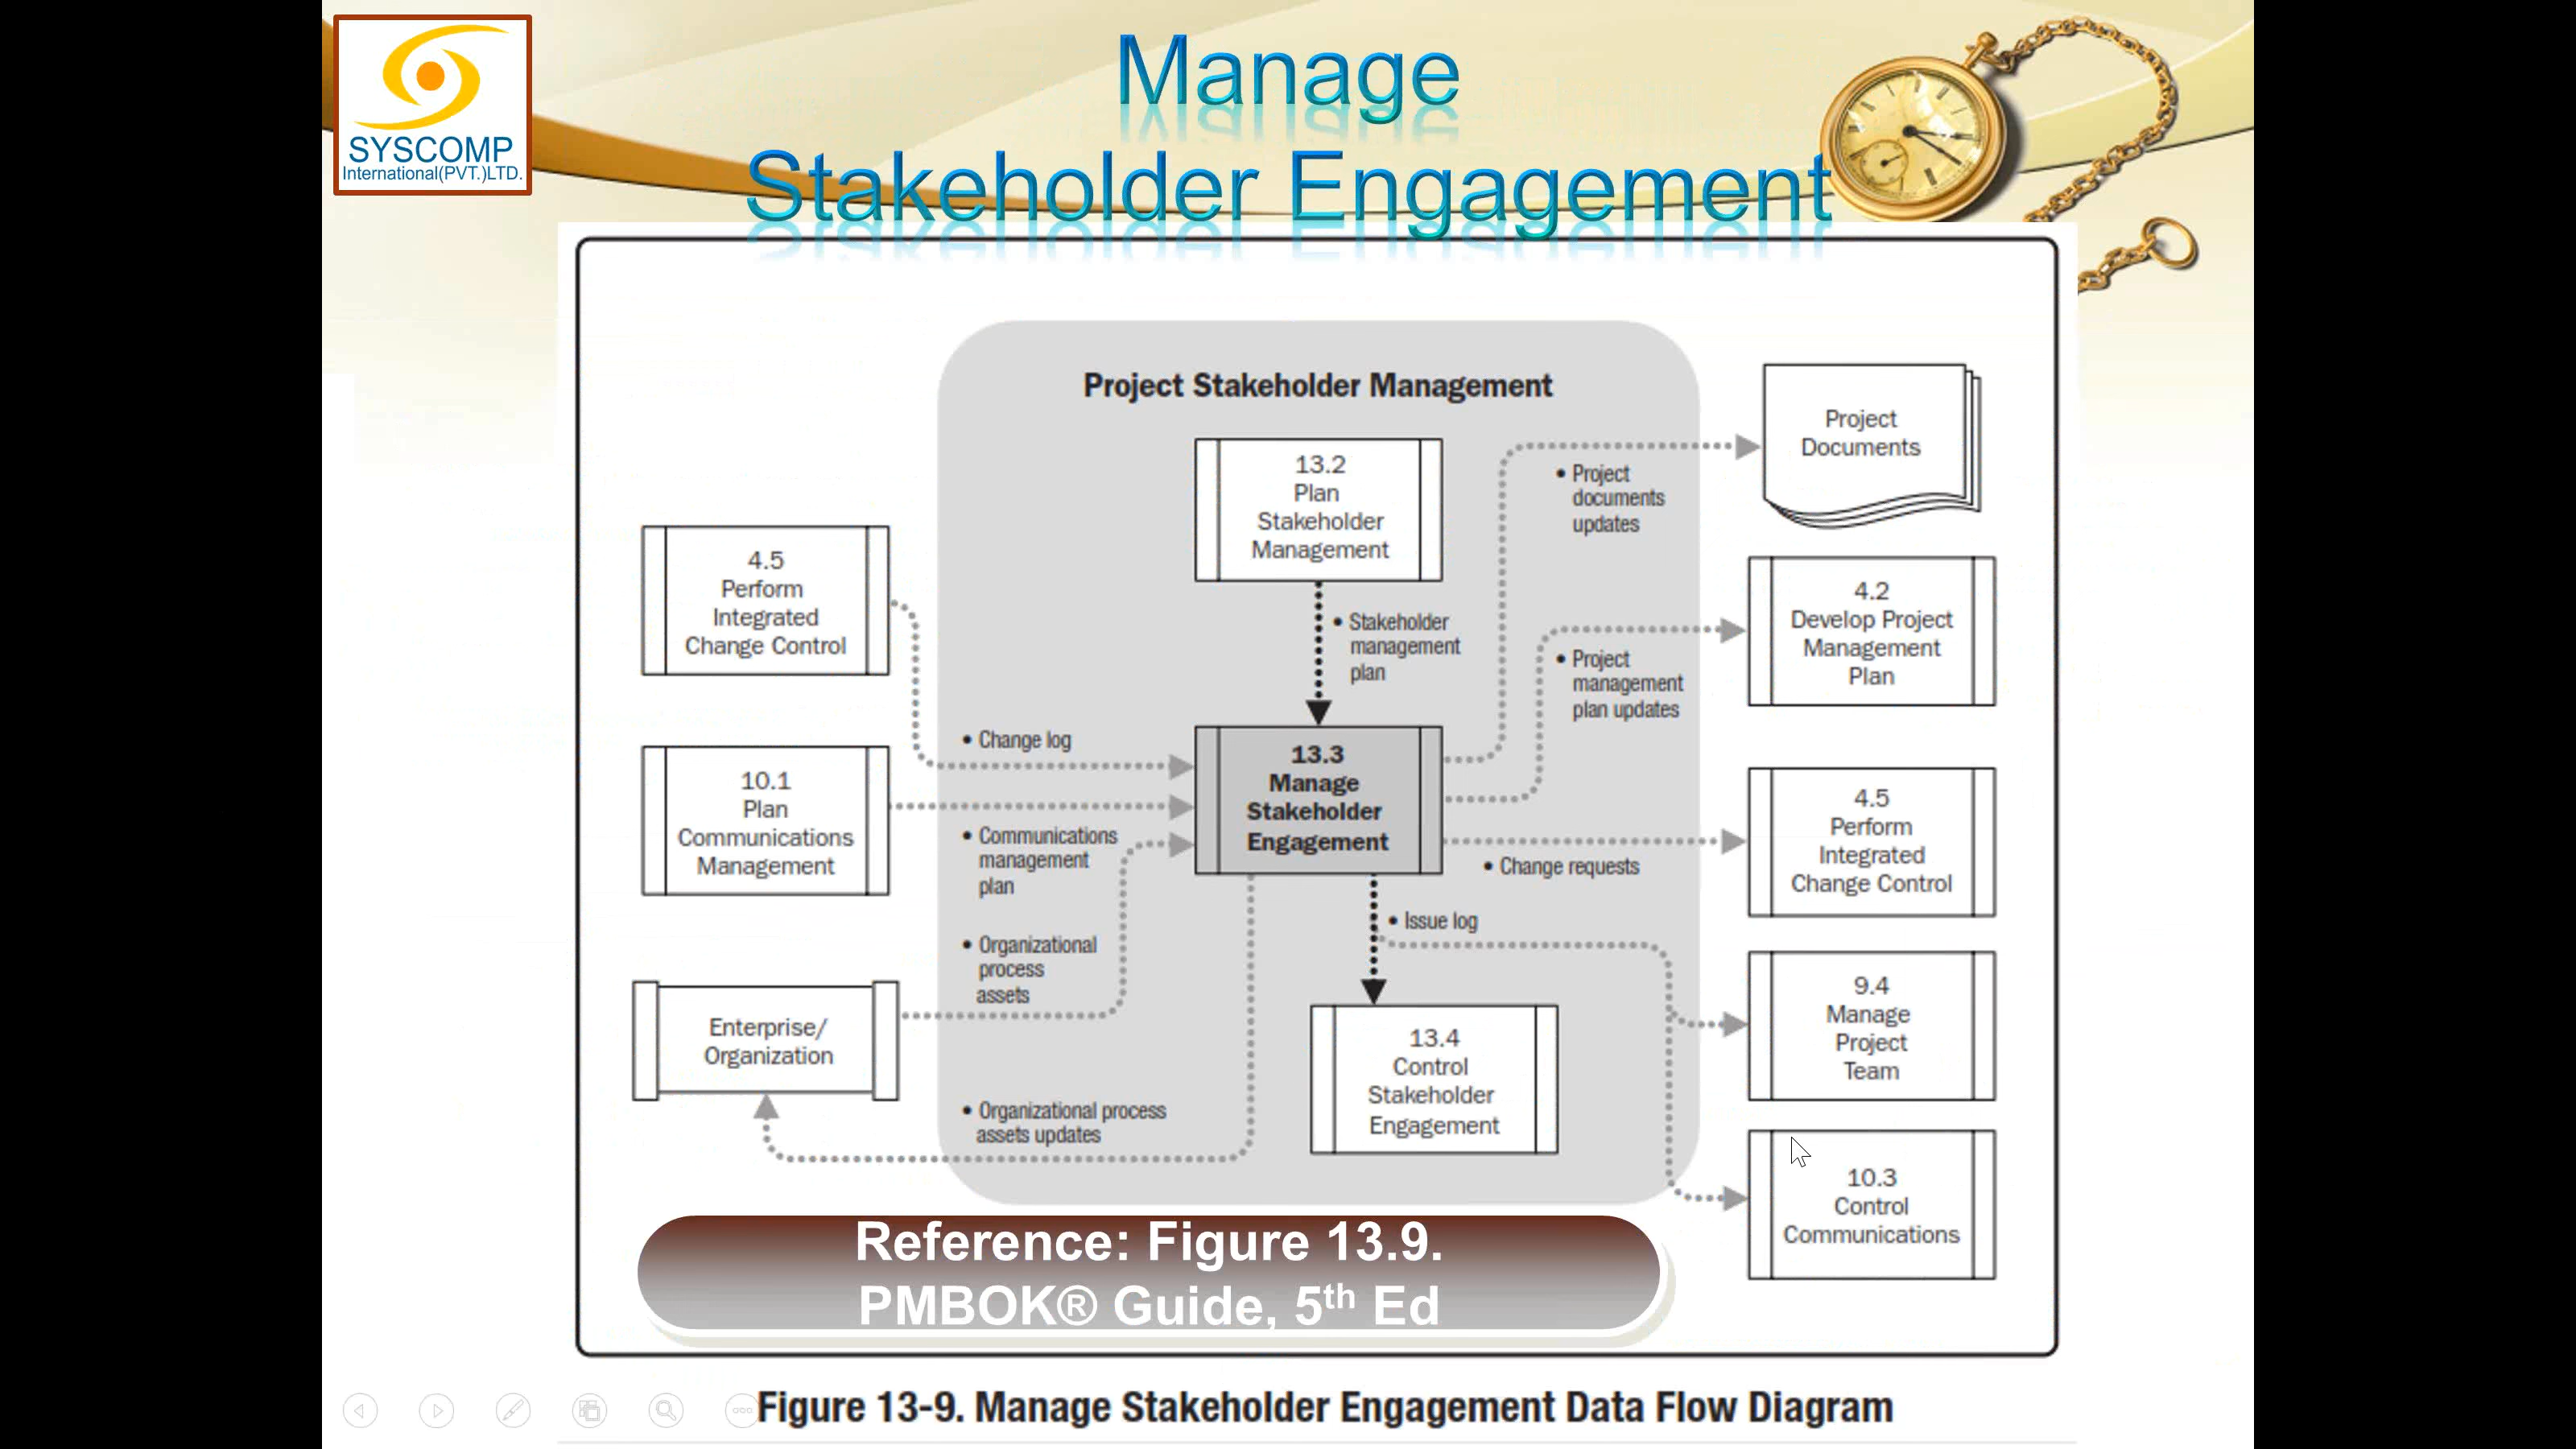 SYSCOMP
International(PVT.)LTD.
Manage
Stakeholder Engagement
Project Stakeholder Management
13.2
Plan
Stakeholder
Management
• Stakeholder
management
plan
4.5
Perform
Integrated
Change Control
• Change log
10.1
Plan
Communications
Management
• Communications
management
plan
Enterprise/
Organization
• Organizational
process
assets
• Organizational process
assets updates
13.3
Manage
Stakeholder
Engagement
• Project
documents
updates
Project
Documents
• Project
management
plan updates
4.2
Develop Project
Management
Plan
• Change requests
4.5
Perform
Integrated
Change Control
• Issue log
13.4
Control
Stakeholder
Engagement
9.4
Manage
Project
Team
10.3
Control
Communications
Reference: Figure 13.9.
PMBOK® Guide, 5th Ed
Figure 13-9. Manage Stakeholder Engagement Data Flow Diagram